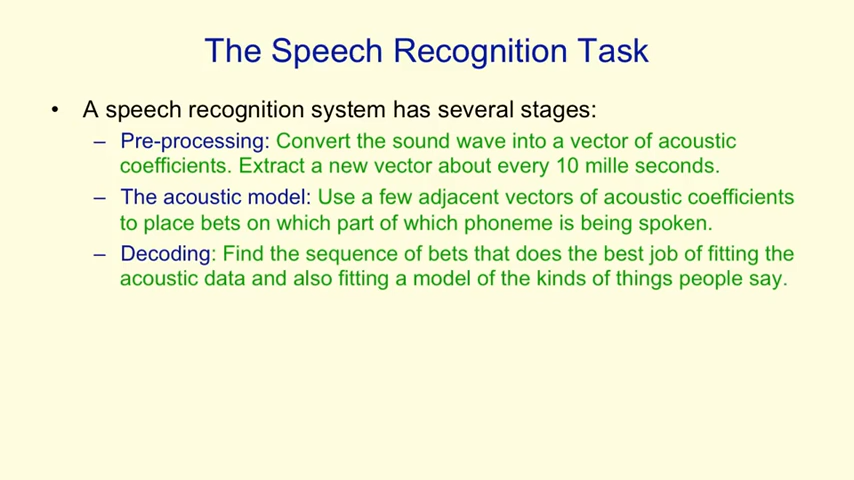 The Speech Recognition Task
• A speech recognition system has several stages:
– Pre-processing: Convert the sound wave into a vector of acoustic
coefficients. Extract a new vector about every 10 mille seconds.
– The acoustic model: Use a few adjacent vectors of acoustic coefficients
to place bets on which part of which phoneme is being spoken.
– Decoding: Find the sequence of bets that does the best job of fitting the
acoustic data and also fitting a model of the kinds of things people say.